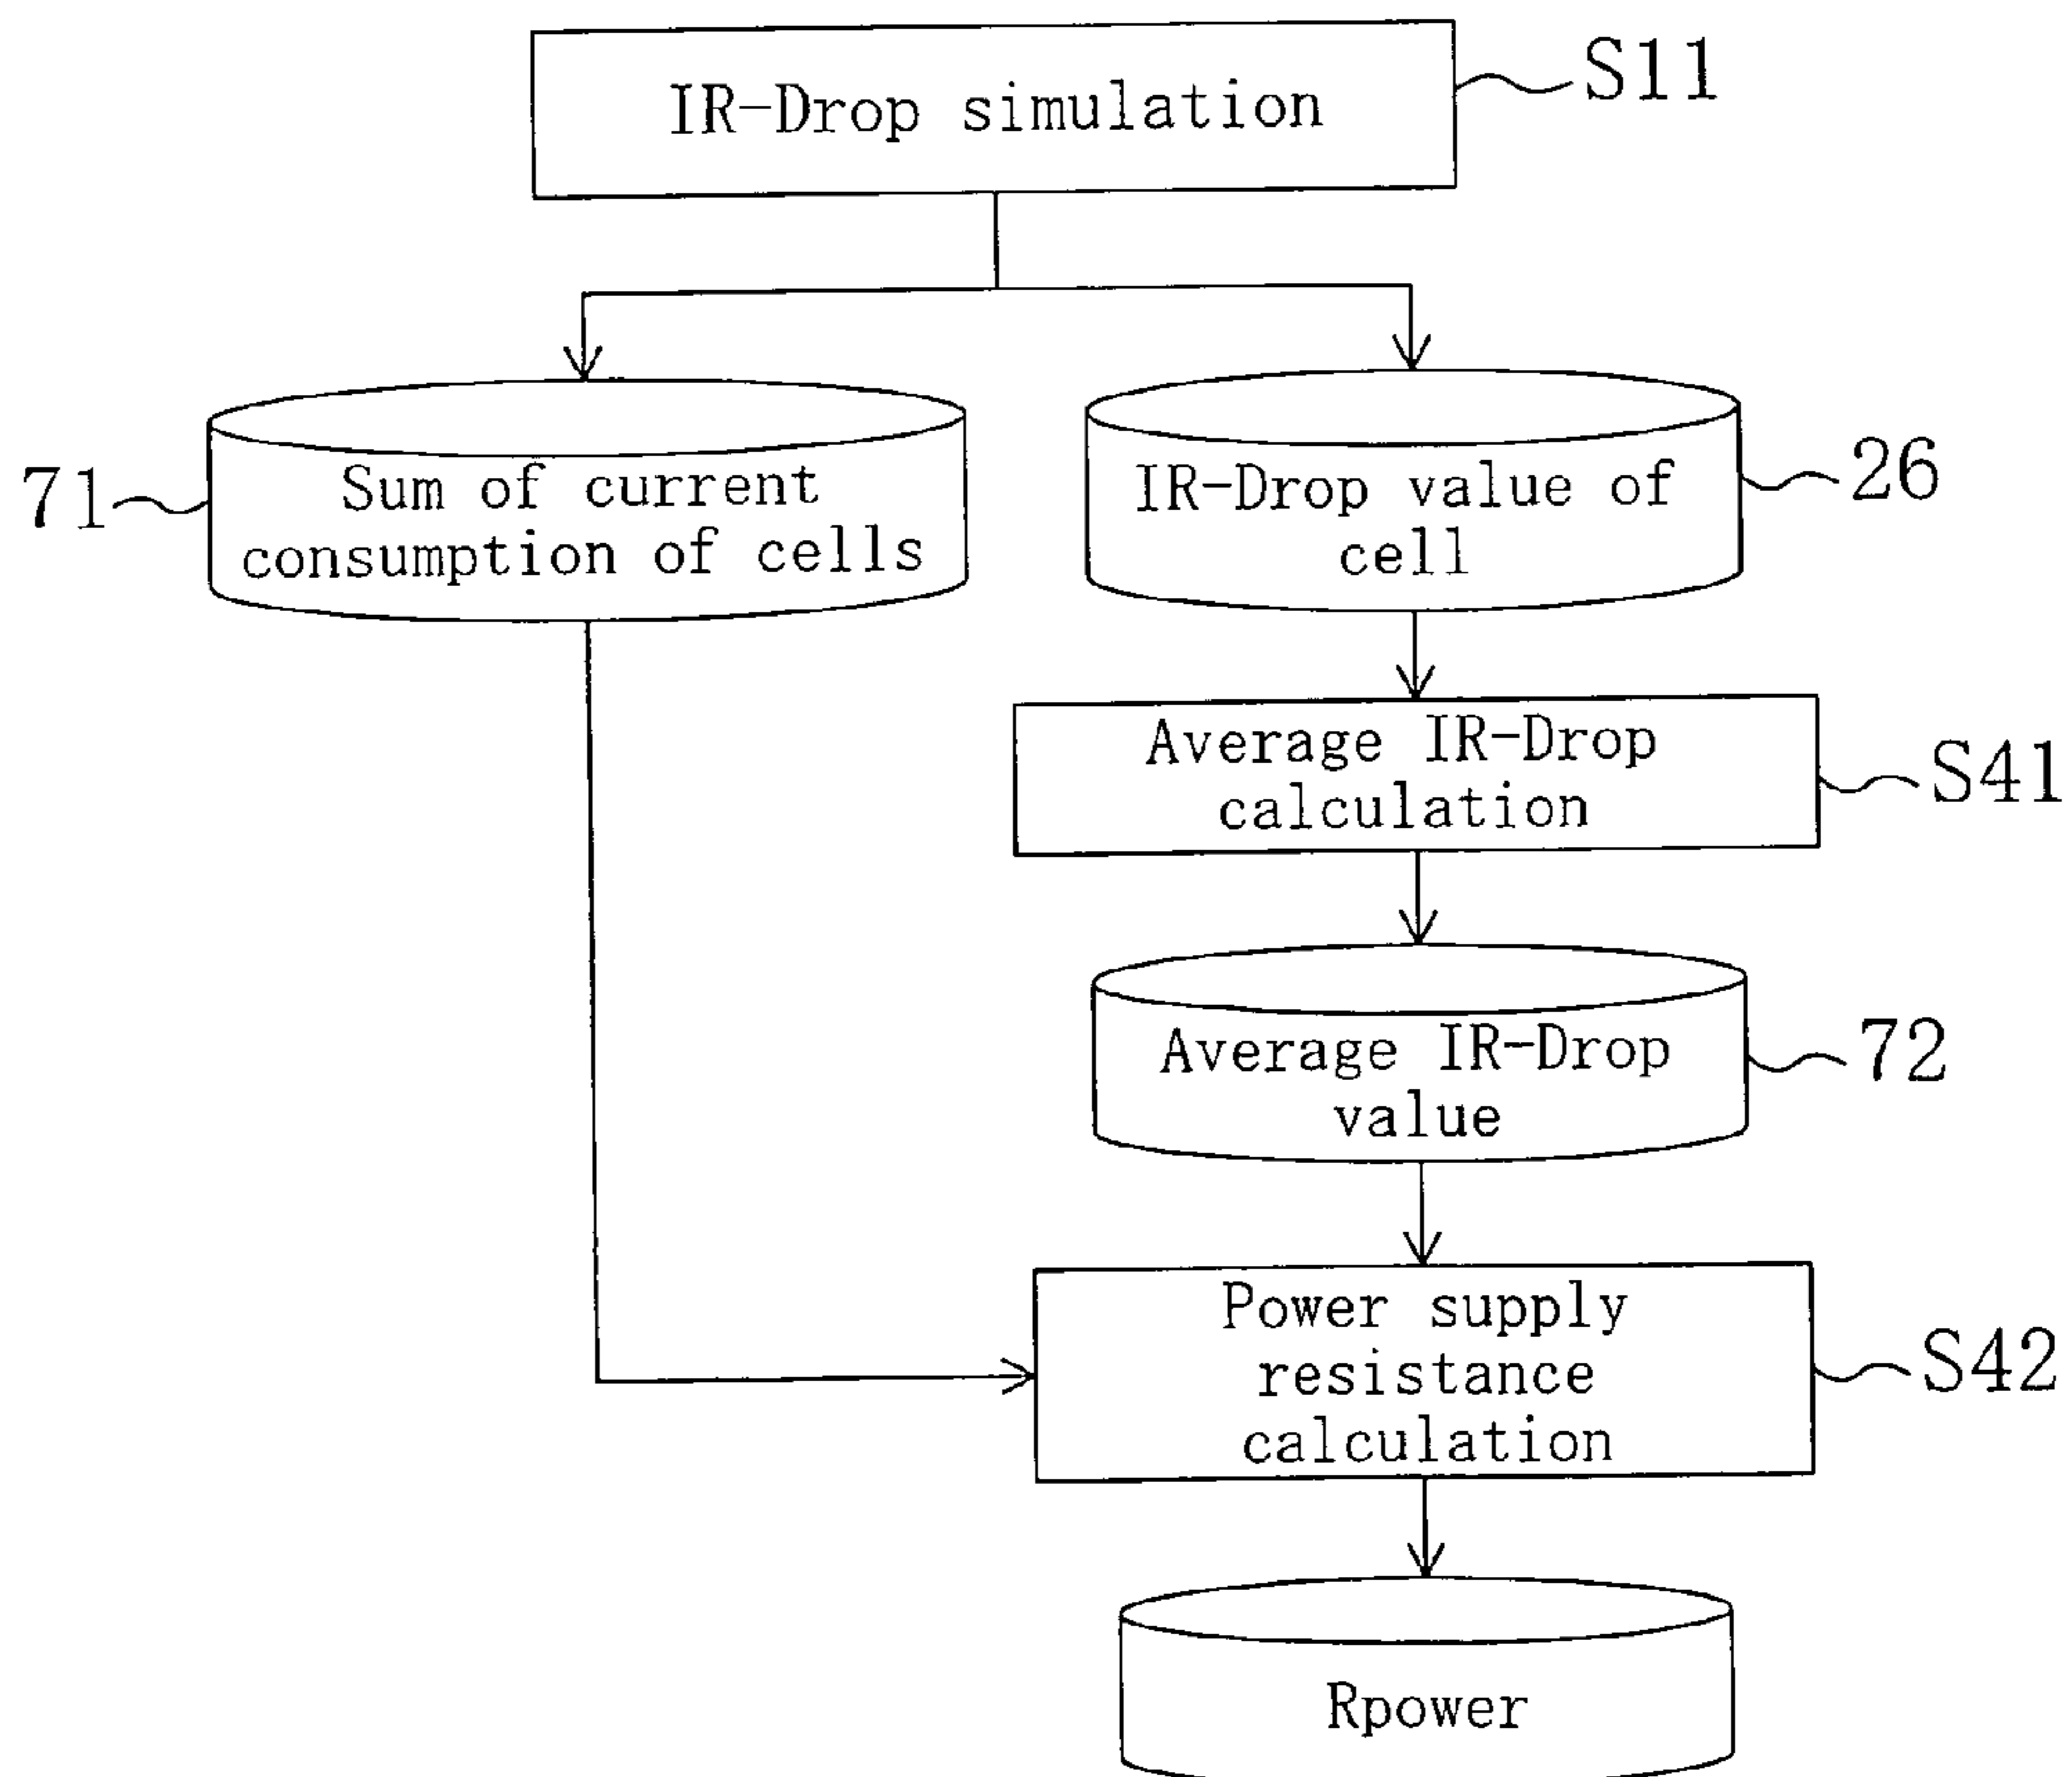 IR-Drop simulation
S11
71
Sum of current
consumption of cells
IR-Drop value of
cell
26
Average IR-Drop
calculation
S41
Average IR-Drop
value
72
Power supply
resistance
calculation
S42
Rpower